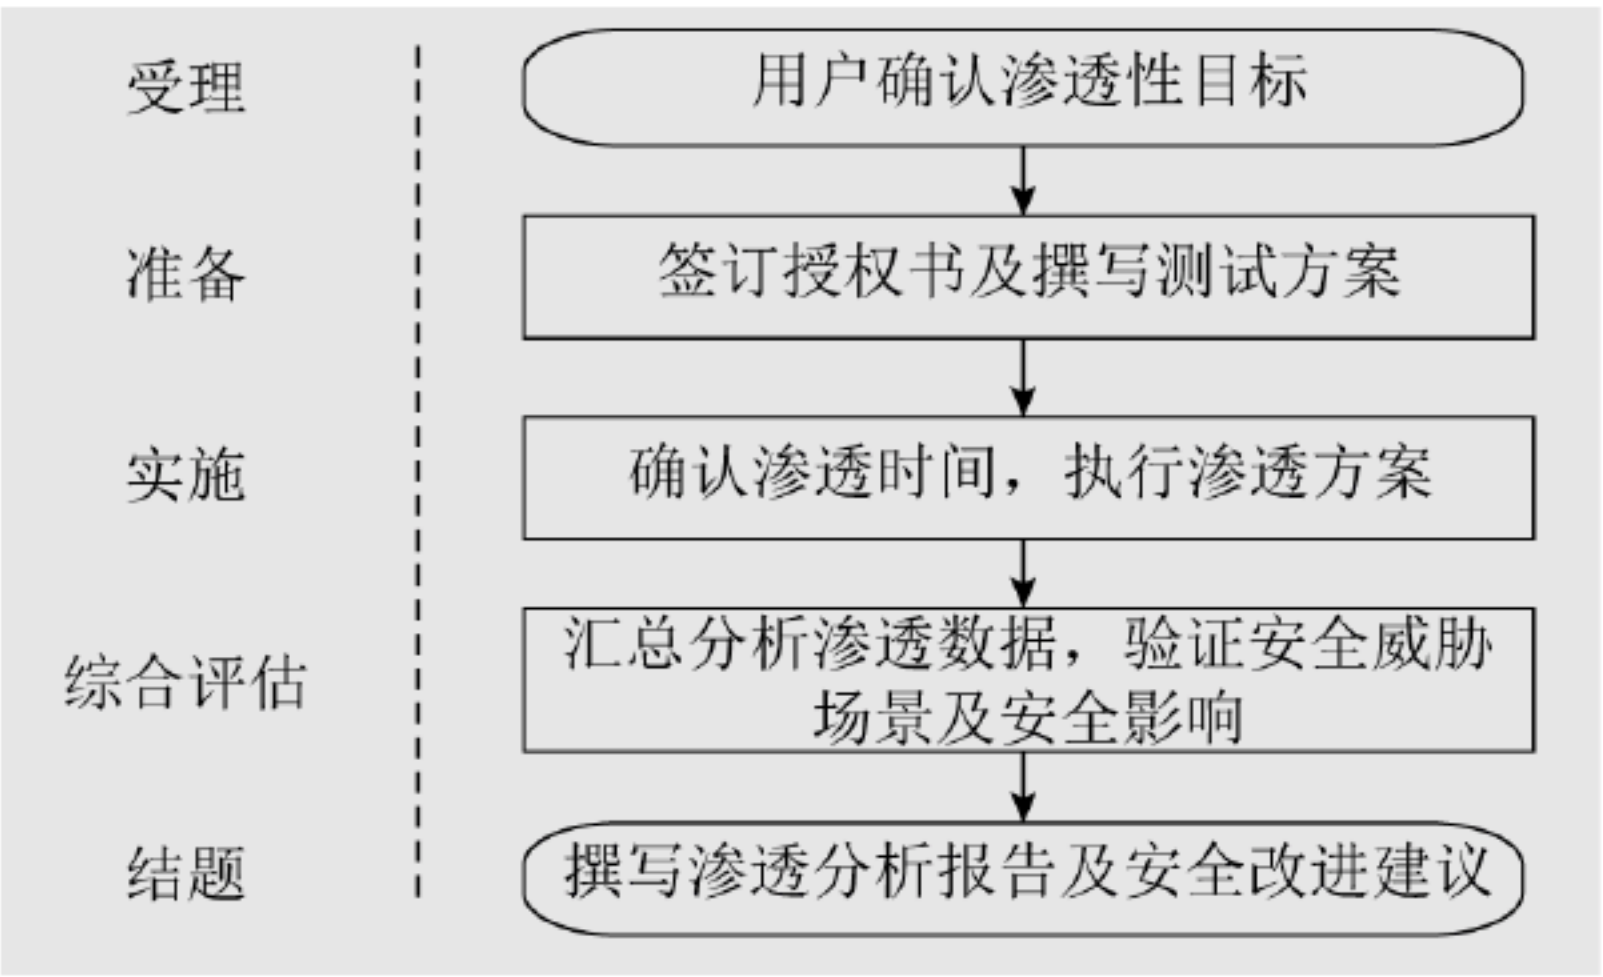 受理
用户确认渗透性目标
准备
签订授权书及撰写测试方案
实施
确认渗透时间，执行渗透方案
综合评估
汇总分析渗透数据，验证安全威胁
场景及安全影响
结题
撰写渗透分析报告及安全改进建议